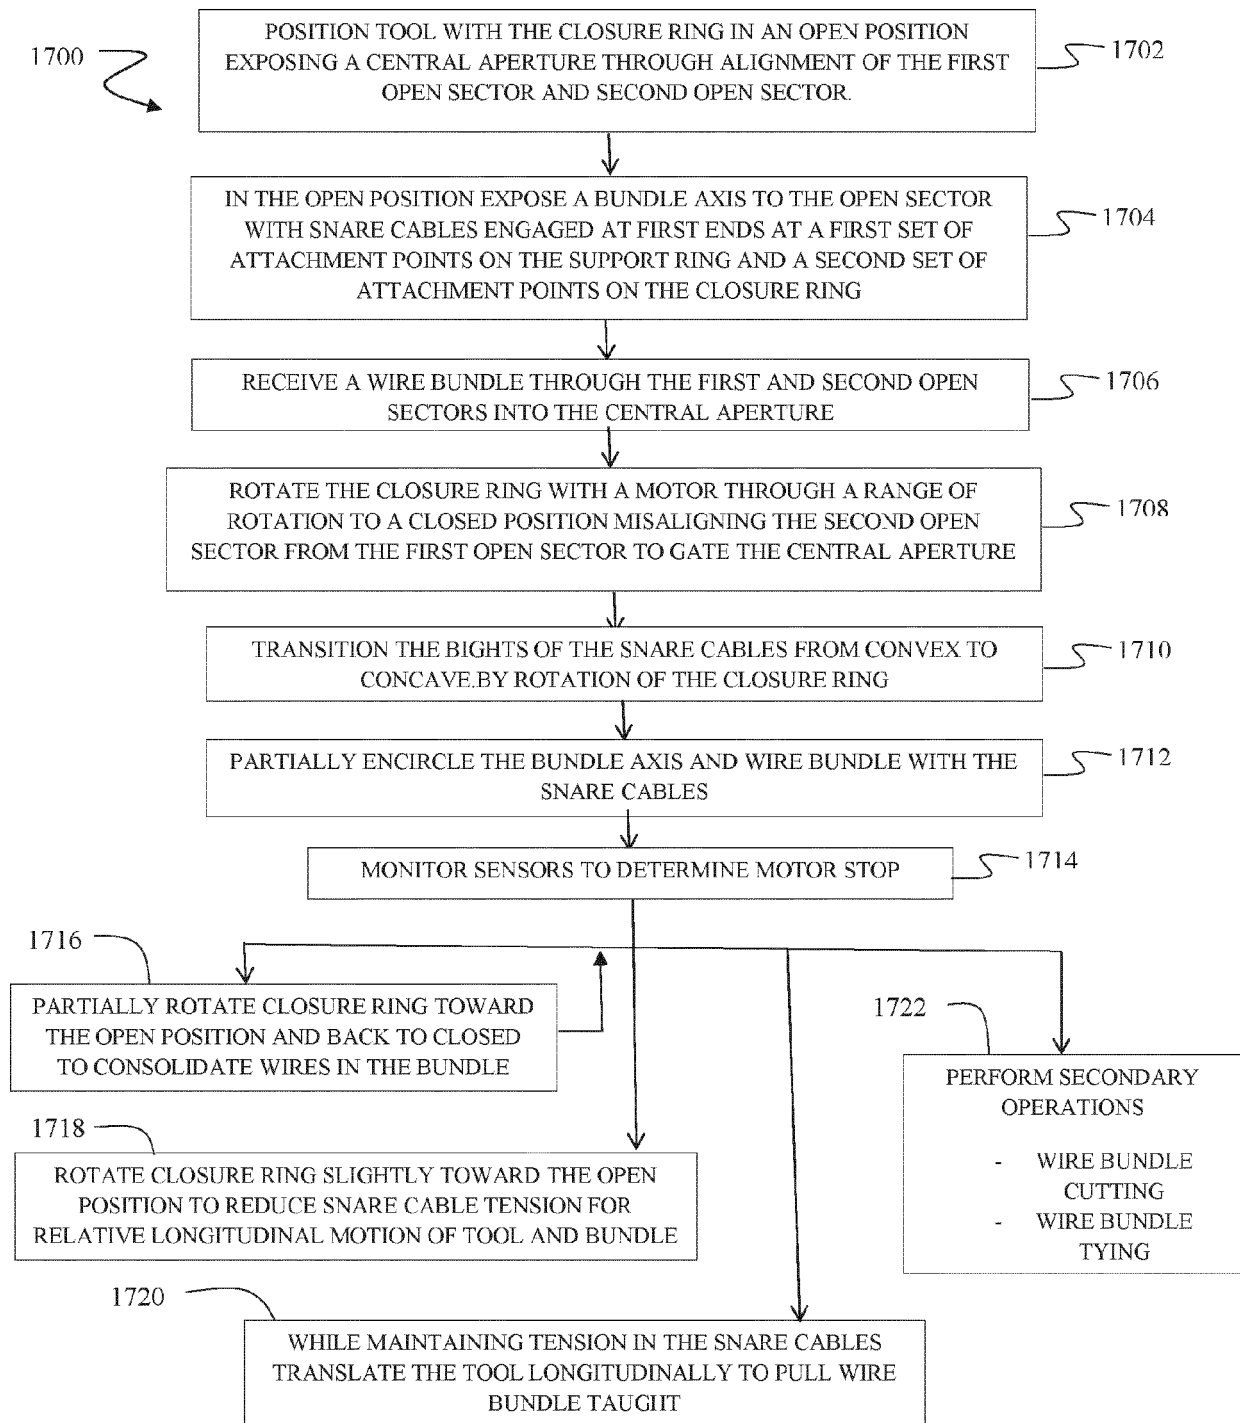 1700
POSITION TOOL WITH THE CLOSURE RING IN AN OPEN POSITION
EXPOSING A CENTRAL APERTURE THROUGH ALIGNMENT OF THE FIRST
OPEN SECTOR AND SECOND OPEN SECTOR.
1702
IN THE OPEN POSITION EXPOSE A BUNDLE AXIS TO THE OPEN SECTOR
WITH SNARE CABLES ENGAGED AT FIRST ENDS AT A FIRST SET OF
ATTACHMENT POINTS ON THE SUPPORT RING AND A SECOND SET OF
ATTACHMENT POINTS ON THE CLOSURE RING
1704
RECEIVE A WIRE BUNDLE THROUGH THE FIRST AND SECOND OPEN
SECTORS INTO THE CENTRAL APERTURE
1706
ROTATE THE CLOSURE RING WITH A MOTOR THROUGH A RANGE OF
ROTATION TO A CLOSED POSITION MISALIGNING THE SECOND OPEN
SECTOR FROM THE FIRST OPEN SECTOR TO GATE THE CENTRAL APERTURE
1708
TRANSITION THE BIGHTS OF THE SNARE CABLES FROM CONVEX TO
CONCAVE.BY ROTATION OF THE CLOSURE RING
1710
PARTIALLY ENCIRCLE THE BUNDLE AXIS AND WIRE BUNDLE WITH THE
SNARE CABLES
1712
MONITOR SENSORS TO DETERMINE MOTOR STOP
1714
1716
PARTIALLY ROTATE CLOSURE RING TOWARD
THE OPEN POSITION AND BACK TO CLOSED
TO CONSOLIDATE WIRES IN THE BUNDLE
1718
ROTATE CLOSURE RING SLIGHTLY TOWARD THE OPEN
POSITION TO REDUCE SNARE CABLE TENSION FOR
RELATIVE LONGITUDINAL MOTION OF TOOL AND BUNDLE
1720
WHILE MAINTAINING TENSION IN THE SNARE CABLES
TRANSLATE THE TOOL LONGITUDINALLY TO PULL WIRE
BUNDLE TAUGHT
1722
PERFORM SECONDARY
OPERATIONS
- WIRE BUNDLE
CUTTING
- WIRE BUNDLE
TYING